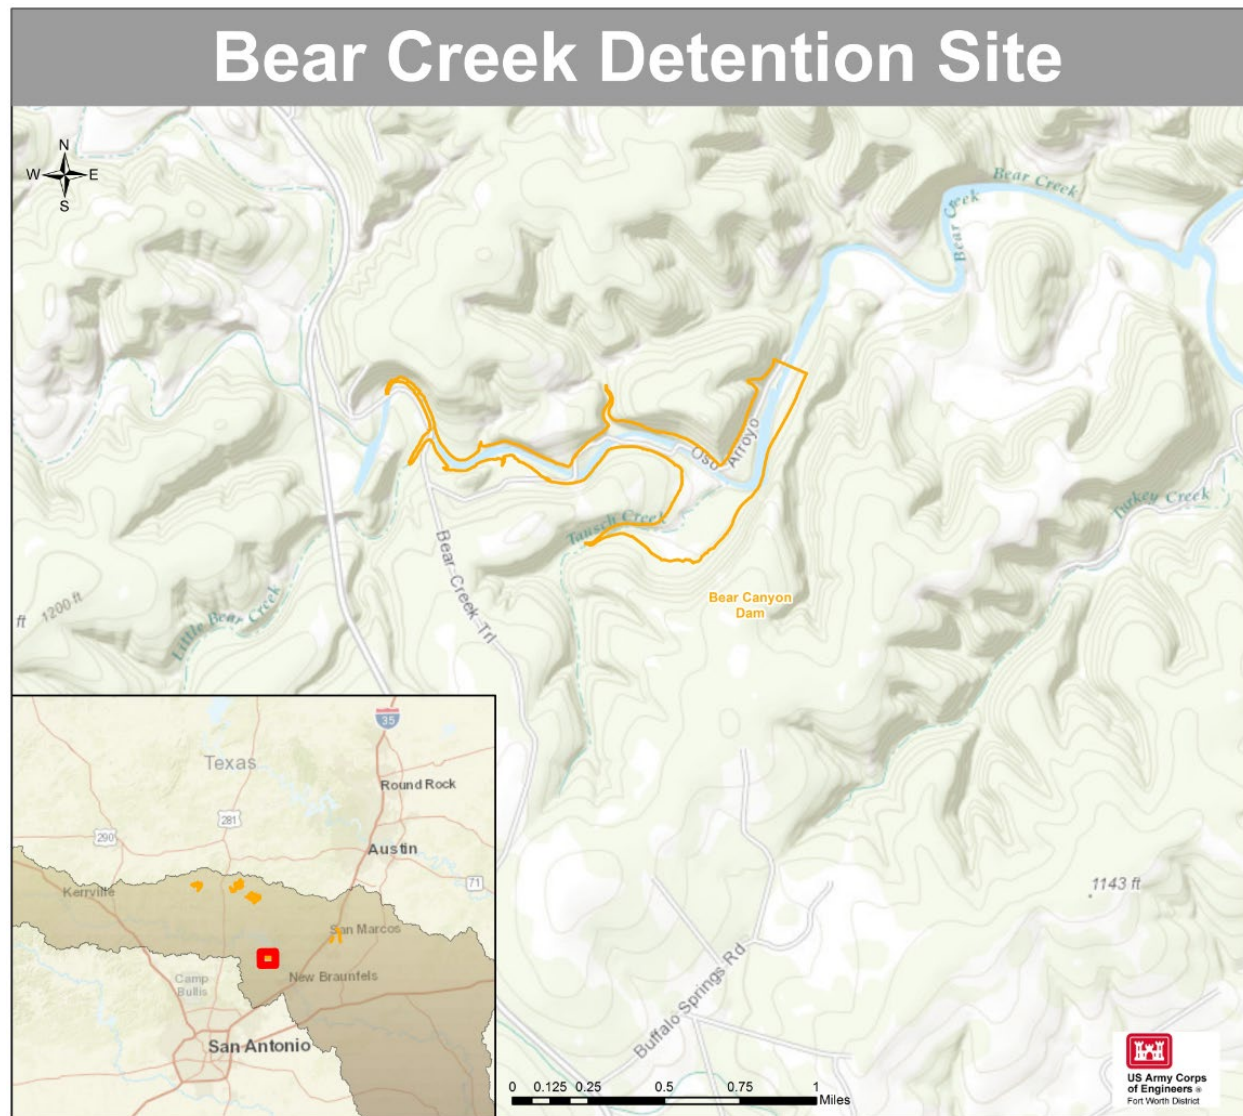 Bear Creek Detention Site
N
W
E
S
Bear Creek
Bear Creek
Oso Arroyo
Tausch Creek
Turkey Creek
Bear Canyon
Dam
Bear Creek Trl
Little Bear Creek
ft
1200 ft
1143 ft
Buffalo Springs Rd
35
Texas
Round Rock
281
290
Austin
71
Kerrville
San Marcos
Camp
Bullis
New Braunfels
San Antonio
0 0.125 0.25 0.5 0.75 1
Miles
US Army Corps
of Engineers ®
Fort Worth District